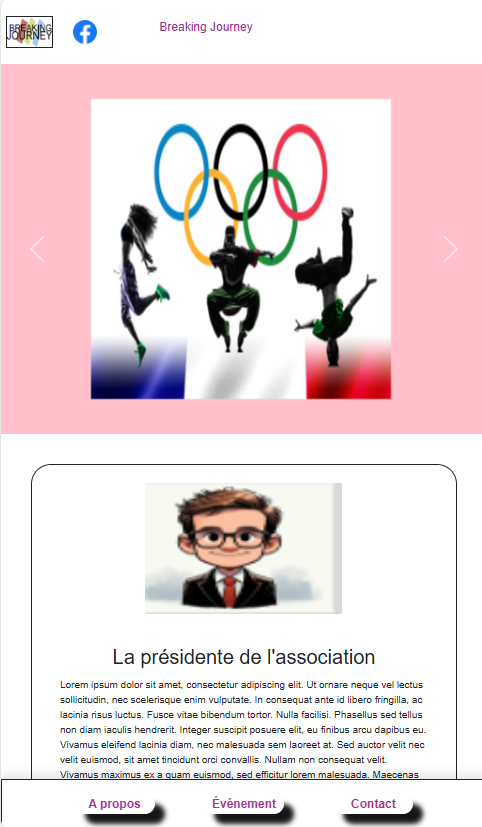 BREAKING
JOURNEY
Breaking Journey
La présidente de l'association
Lorem ipsum dolor sit amet, consectetur adipiscing elit. Ut ornare neque vel lectus
sollicitudin, nec scelerisque enim vulputate. In consequat ante id libero fringilla, ac
lacinia risus luctus. Fusce vitae bibendum tortor. Nulla facilisi. Phasellus sed tellus
non diam iaculis hendrerit. Integer suscipit posuere elit, eu finibus arcu dapibus eu.
Vivamus eleifend lacinia diam, nec malesuada sem laoreet at. Sed auctor velit nec
velit euismod, sit amet tincidunt orci convallis. Nullam non consequat velit.
Vivamus maximus ex a quam euismod, sed efficitur lorem malesuada. Maecenas
A propos
Événement
Contact